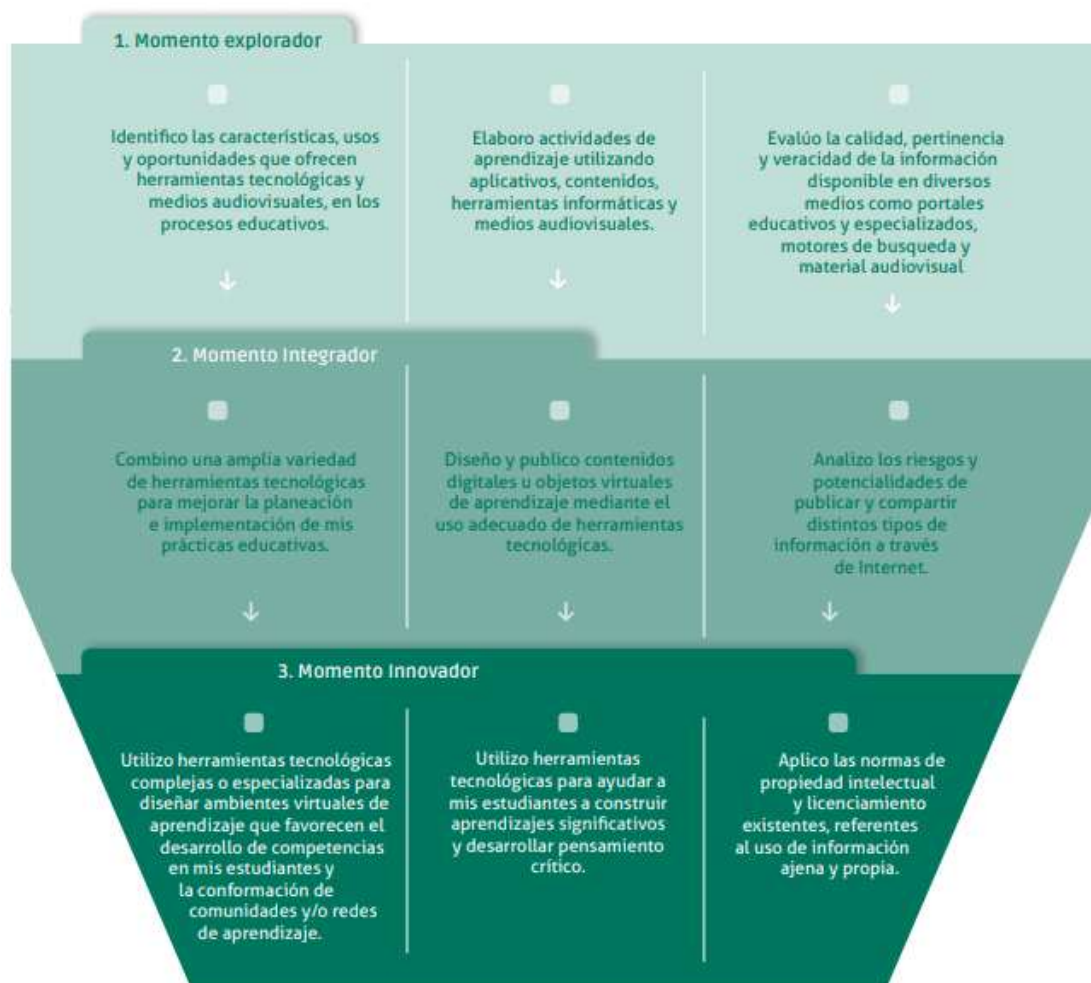 1. Momento explorador
Identifico las características, usos
y oportunidades que ofrecen
herramientas tecnológicas y
medios audiovisuales, en los
procesos educativos.
Elaboro actividades de
aprendizaje utilizando
aplicativos, contenidos,
herramientas informáticas y
medios audiovisuales.
Evalúo la calidad, pertinencia
y veracidad de la información
disponible en diversos
medios como portales
educativos y especializados,
motores de busqueda y
material audiovisual
2. Momento Integrador
Combino una amplia variedad
de herramientas tecnológicas
para mejorar la planeación
e implementación de mis
prácticas educativas.
Diseño y publico contenidos
digitales u objetos virtuales
de aprendizaje mediante el
uso adecuado de herramientas
tecnológicas.
Analizo los riesgos y
potencialidades de
publicar y compartir
distintos tipos de
información a través
de Internet.
3. Momento Innovador
Utilizo herramientas tecnológicas
complejas o especializadas para
diseñar ambientes virtuales de
aprendizaje que favorecen el
desarrollo de competencias
en mis estudiantes y
la conformación de
comunidades y/o redes
de aprendizaje.
Utilizo herramientas
tecnológicas para ayudar a
mis estudiantes a construir
aprendizajes significativos
y desarrollar pensamiento
crítico.
Aplico las normas de
propiedad intelectual
y licenciamiento
existentes, referentes
al uso de información
ajena y propia.